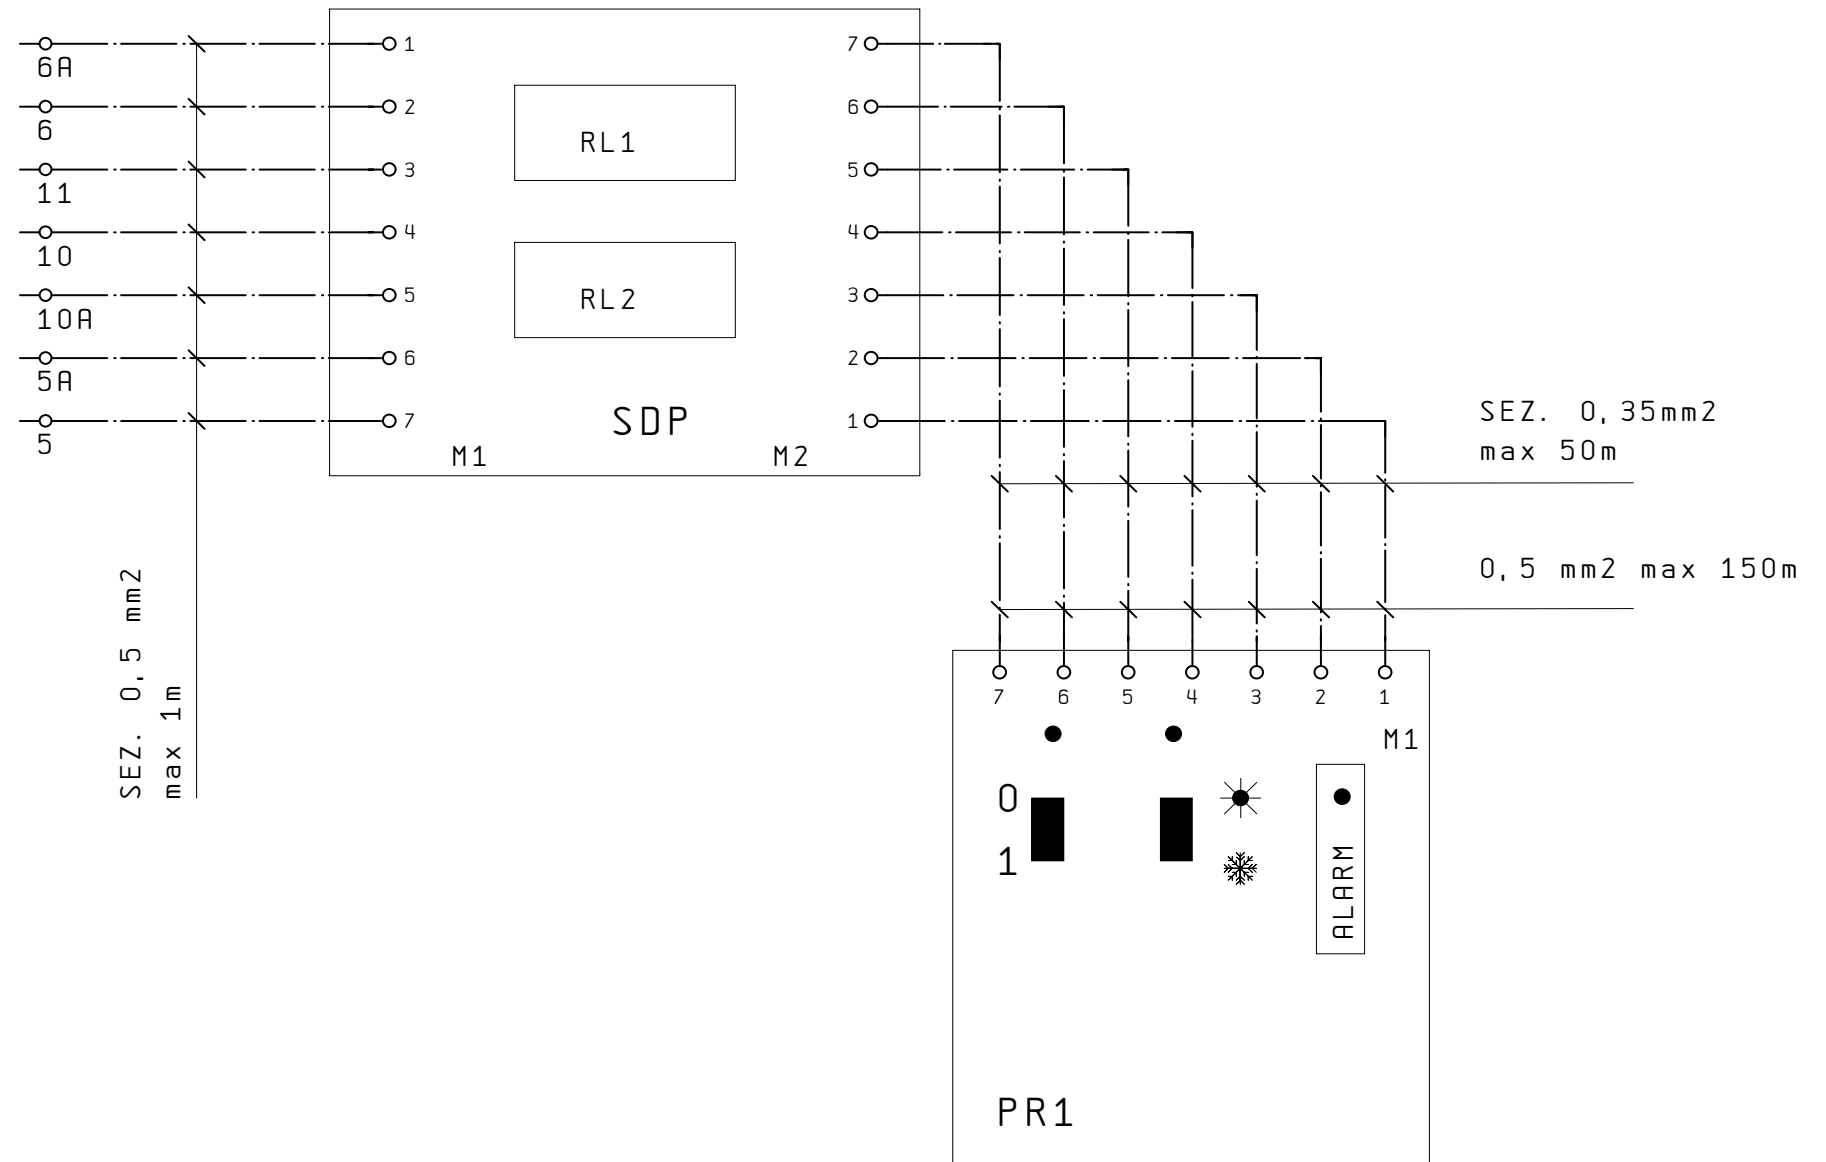 6A
1
7
6
2
6
RL1
11
3
5
10
4
4
10A
5
RL2
3
5A
6
2
5
7
SDP
1
M1
M2
SEZ. 0,5 mm2
max 1m
SEZ. 0,35mm2
max 50m
0,5 mm2 max 150m
7 6 5 4 3 2 1
M1
0
1
ALARM
PR1